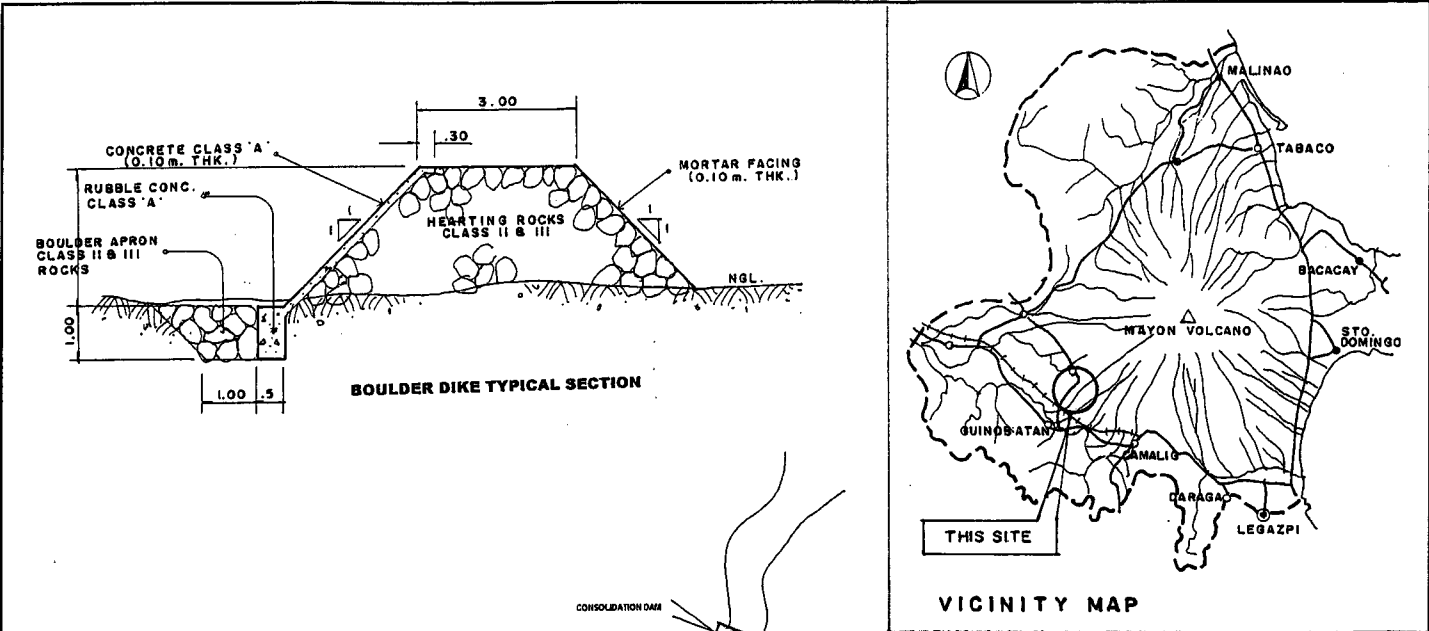 3.00
.30
CONCRETE CLASS 'A'
(0.10m. THK.)
RUBBLE CONC.
CLASS 'A'
BOULDER APRON
CLASS II & III
ROCKS
MORTAR FACING
(0.10m. THK.)
HEARTING ROCKS
CLASS II & III
1
1
1
1
NGL.
1.00
1.00
.5
BOULDER DIKE TYPICAL SECTION
CONSOLIDATION DAM
MALINAO
TABACO
BACACAY
MAYON VOLCANO
STO.
DOMINGO
GUINOBATAN
CAMALIG
DARAGA
LEGAZPI
THIS SITE
VICINITY MAP